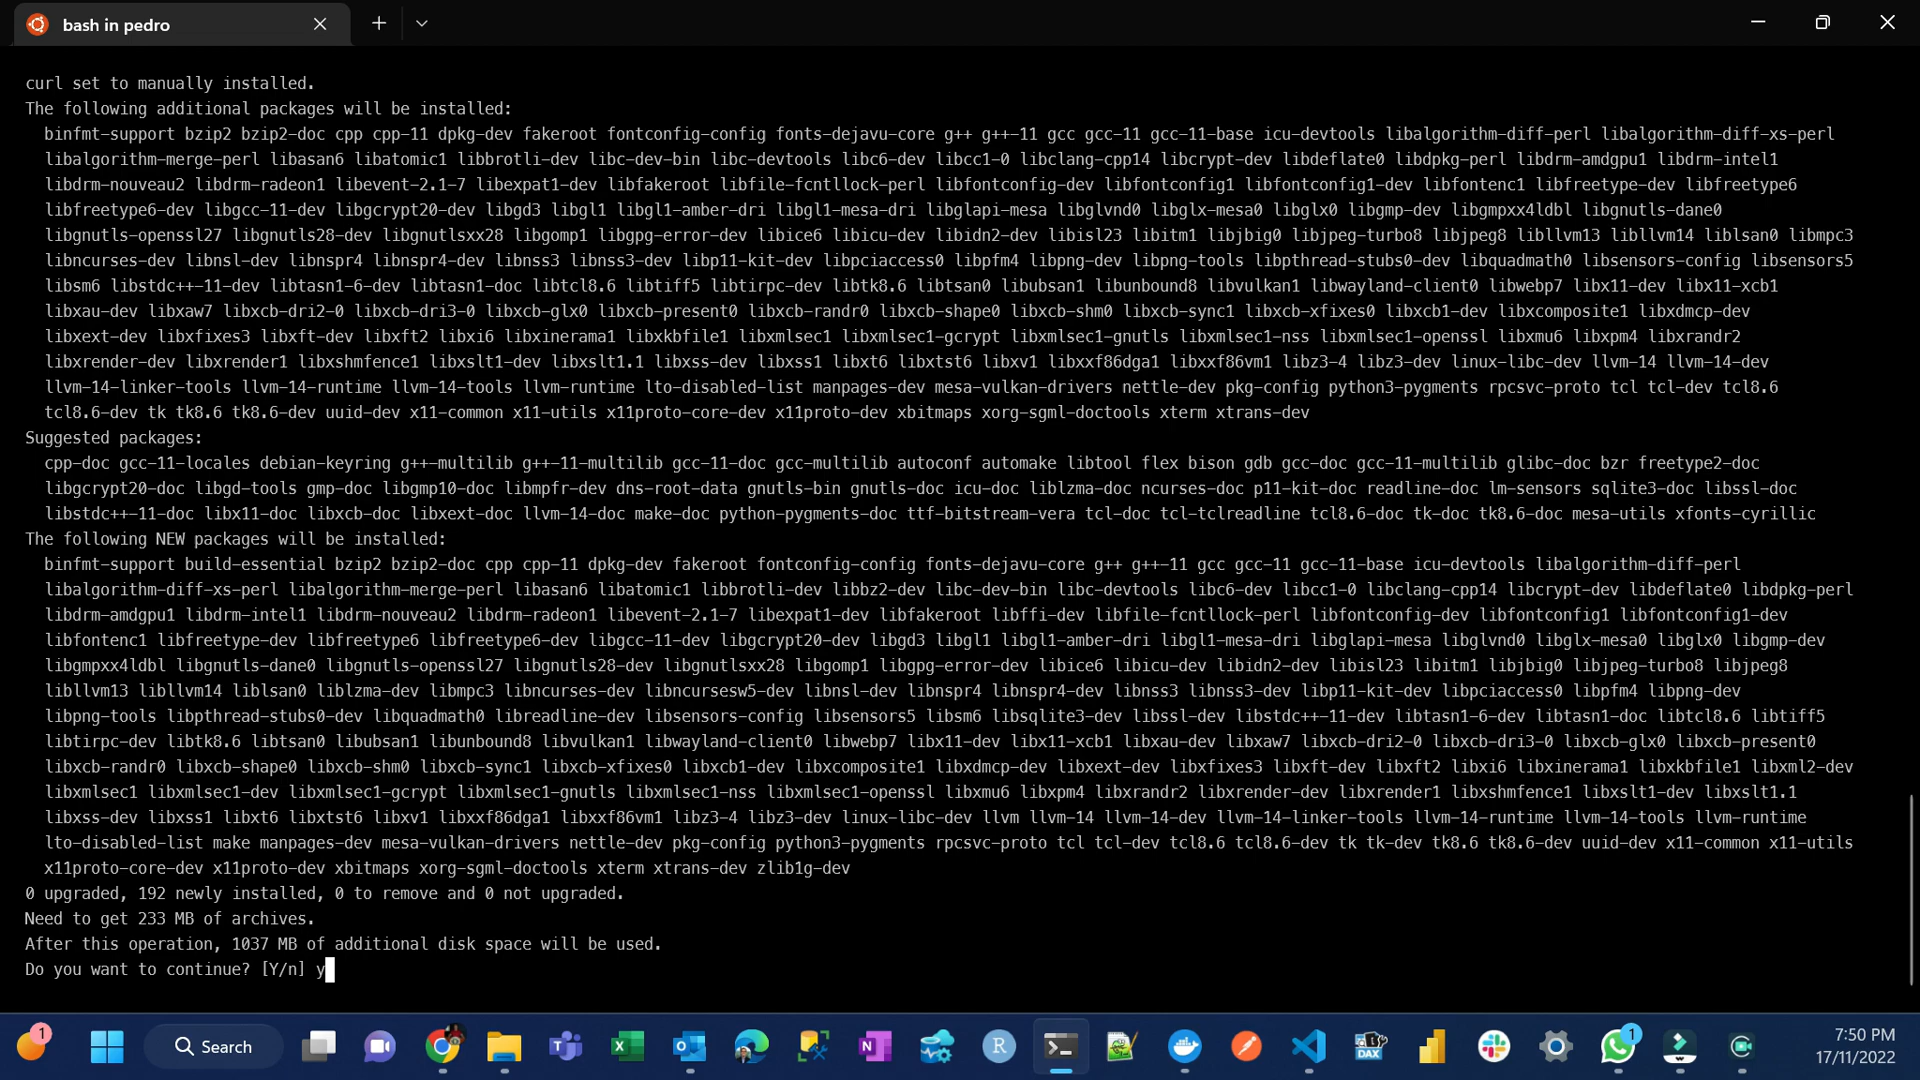 bash in pedro
curl set to manually installed.
The following additional packages will be installed:
binfmt-support bzip2 bzip2-doc cpp cpp-11 dpkg-dev fakeroot fontconfig-config fonts-dejavu-core g++ g++-11 gcc gcc-11 gcc-11-base icu-devtools libalgorithm-diff-perl libalgorithm-diff-xs-perl
libalgorithm-merge-perl libasan6 libatomic1 libbrotli-dev libc-dev-bin libc-devtools libc6-dev libcc1-0 libclang-cpp14 libcrypt-dev libdeflate0 libdpkg-perl libdrm-amdgpu1 libdrm-intel1
libdrm-nouveau2 libdrm-radeon1 libevent-2.1-7 libexpat1-dev libfakeroot libfile-fcntllock-perl libfontconfig-dev libfontconfig1 libfontconfig1-dev libfontenc1 libfreetype-dev libfreetype6
libfreetype6-dev libgcc-11-dev libgcrypt20-dev libgd3 libgl1 libgl1-amber-dri libgl1-mesa-dri libglapi-mesa libglvnd0 libglx-mesa0 libglx0 libgmp-dev libgmpxx4ldbl libgnutls-dane0
libgnutls-openssl27 libgnutls28-dev libgnutlsxx28 libgomp1 libgpg-error-dev libice6 libicu-dev libidn2-dev libisl23 libitm1 libjbig0 libjpeg-turbo8 libjpeg8 libllvm13 libllvm14 liblsan0 libmpc3
libncurses-dev libnsl-dev libnspr4 libnspr4-dev libnss3 libnss3-dev libp11-kit-dev libpciaccess0 libpfm4 libpng-dev libpng-tools libpthread-stubs0-dev libquadmath0 libsensors-config libsensors5
libsm6 libstdc++-11-dev libtasn1-6-dev libtasn1-doc libtcl8.6 libtiff5 libtirpc-dev libtk8.6 libtsan0 libubsan1 libunbound8 libvulkan1 libwayland-client0 libwebp7 libx11-dev libx11-xcb1
libxau-dev libxaw7 libxcb-dri2-0 libxcb-dri3-0 libxcb-glx0 libxcb-present0 libxcb-randr0 libxcb-shape0 libxcb-shm0 libxcb-sync1 libxcb-xfixes0 libxcb1-dev libxcomposite1 libxdmcp-dev
libxext-dev libxfixes3 libxft-dev libxft2 libxi6 libxinerama1 libxkbfile1 libxmlsec1 libxmlsec1-gcrypt libxmlsec1-gnutls libxmlsec1-nss libxmlsec1-openssl libxmu6 libxpm4 libxrandr2
libxrender-dev libxrender1 libxshmfence1 libxslt1-dev libxslt1.1 libxss-dev libxss1 libxt6 libxtst6 libxv1 libxxf86dga1 libxxf86vm1 libz3-4 libz3-dev linux-libc-dev llvm-14 llvm-14-dev
llvm-14-linker-tools llvm-14-runtime llvm-14-tools llvm-runtime lto-disabled-list manpages-dev mesa-vulkan-drivers nettle-dev pkg-config python3-pygments rpcsvc-proto tcl tcl-dev tcl8.6
tcl8.6-dev tk tk8.6 tk8.6-dev uuid-dev x11-common x11-utils x11proto-core-dev x11proto-dev xbitmaps xorg-sgml-doctools xterm xtrans-dev
Suggested packages:
cpp-doc gcc-11-locales debian-keyring g++-multilib g++-11-multilib gcc-11-doc gcc-multilib autoconf automake libtool flex bison gdb gcc-doc gcc-11-multilib glibc-doc bzr freetype2-doc
libgcrypt20-doc libgd-tools gmp-doc libgmp10-doc libmpfr-dev dns-root-data gnutls-bin gnutls-doc icu-doc liblzma-doc ncurses-doc p11-kit-doc readline-doc lm-sensors sqlite3-doc libssl-doc
libstdc++-11-doc libx11-doc libxcb-doc libxext-doc llvm-14-doc make-doc python-pygments-doc ttf-bitstream-vera tcl-doc tcl-tclreadline tcl8.6-doc tk-doc tk8.6-doc mesa-utils xfonts-cyrillic
The following NEW packages will be installed:
binfmt-support build-essential bzip2 bzip2-doc cpp cpp-11 dpkg-dev fakeroot fontconfig-config fonts-dejavu-core g++ g++-11 gcc gcc-11 gcc-11-base icu-devtools libalgorithm-diff-perl
libalgorithm-diff-xs-perl libalgorithm-merge-perl libasan6 libatomic1 libbrotli-dev libbz2-dev libc-dev-bin libc-devtools libc6-dev libcc1-0 libclang-cpp14 libcrypt-dev libdeflate0 libdpkg-perl
libdrm-amdgpu1 libdrm-intel1 libdrm-nouveau2 libdrm-radeon1 libevent-2.1-7 libexpat1-dev libfakeroot libffi-dev libfile-fcntllock-perl libfontconfig-dev libfontconfig1 libfontconfig1-dev
libfontenc1 libfreetype-dev libfreetype6 libfreetype6-dev libgcc-11-dev libgcrypt20-dev libgd3 libgl1 libgl1-amber-dri libgl1-mesa-dri libglapi-mesa libglvnd0 libglx-mesa0 libglx0 libgmp-dev
libgmpxx4ldbl libgnutls-dane0 libgnutls-openssl27 libgnutls28-dev libgnutlsxx28 libgomp1 libgpg-error-dev libice6 libicu-dev libidn2-dev libisl23 libitm1 libjbig0 libjpeg-turbo8 libjpeg8
libllvm13 libllvm14 liblsan0 liblzma-dev libmpc3 libncurses-dev libncursesw5-dev libnsl-dev libnspr4 libnspr4-dev libnss3 libnss3-dev libp11-kit-dev libpciaccess0 libpfm4 libpng-dev
libpng-tools libpthread-stubs0-dev libquadmath0 libreadline-dev libsensors-config libsensors5 libsm6 libsqlite3-dev libssl-dev libstdc++-11-dev libtasn1-6-dev libtasn1-doc libtcl8.6 libtiff5
libtirpc-dev libtk8.6 libtsan0 libubsan1 libunbound8 libvulkan1 libwayland-client0 libwebp7 libx11-dev libx11-xcb1 libxau-dev libxaw7 libxcb-dri2-0 libxcb-dri3-0 libxcb-glx0 libxcb-present0
libxcb-randr0 libxcb-shape0 libxcb-shm0 libxcb-sync1 libxcb-xfixes0 libxcb1-dev libxcomposite1 libxdmcp-dev libxext-dev libxfixes3 libxft-dev libxft2 libxi6 libxinerama1 libxkbfile1 libxml2-dev
libxmlsec1 libxmlsec1-dev libxmlsec1-gcrypt libxmlsec1-gnutls libxmlsec1-nss libxmlsec1-openssl libxmu6 libxpm4 libxrandr2 libxrender-dev libxrender1 libxshmfence1 libxslt1-dev libxslt1.1
libxss-dev libxss1 libxt6 libxtst6 libxv1 libxxf86dga1 libxxf86vm1 libz3-4 libz3-dev linux-libc-dev llvm llvm-14 llvm-14-dev llvm-14-linker-tools llvm-14-runtime llvm-14-tools llvm-runtime
lto-disabled-list make manpages-dev mesa-vulkan-drivers nettle-dev pkg-config python3-pygments rpcsvc-proto tcl tcl-dev tcl8.6 tcl8.6-dev tk tk-dev tk8.6 tk8.6-dev uuid-dev x11-common x11-utils
x11proto-core-dev x11proto-dev xbitmaps xorg-sgml-doctools xterm xtrans-dev zlib1g-dev
0 upgraded, 192 newly installed, 0 to remove and 0 not upgraded.
Need to get 233 MB of archives.
After this operation, 1037 MB of additional disk space will be used.
Do you want to continue? [Y/n] y
1
Search
DAX
1
7:50 PM
17/11/2022